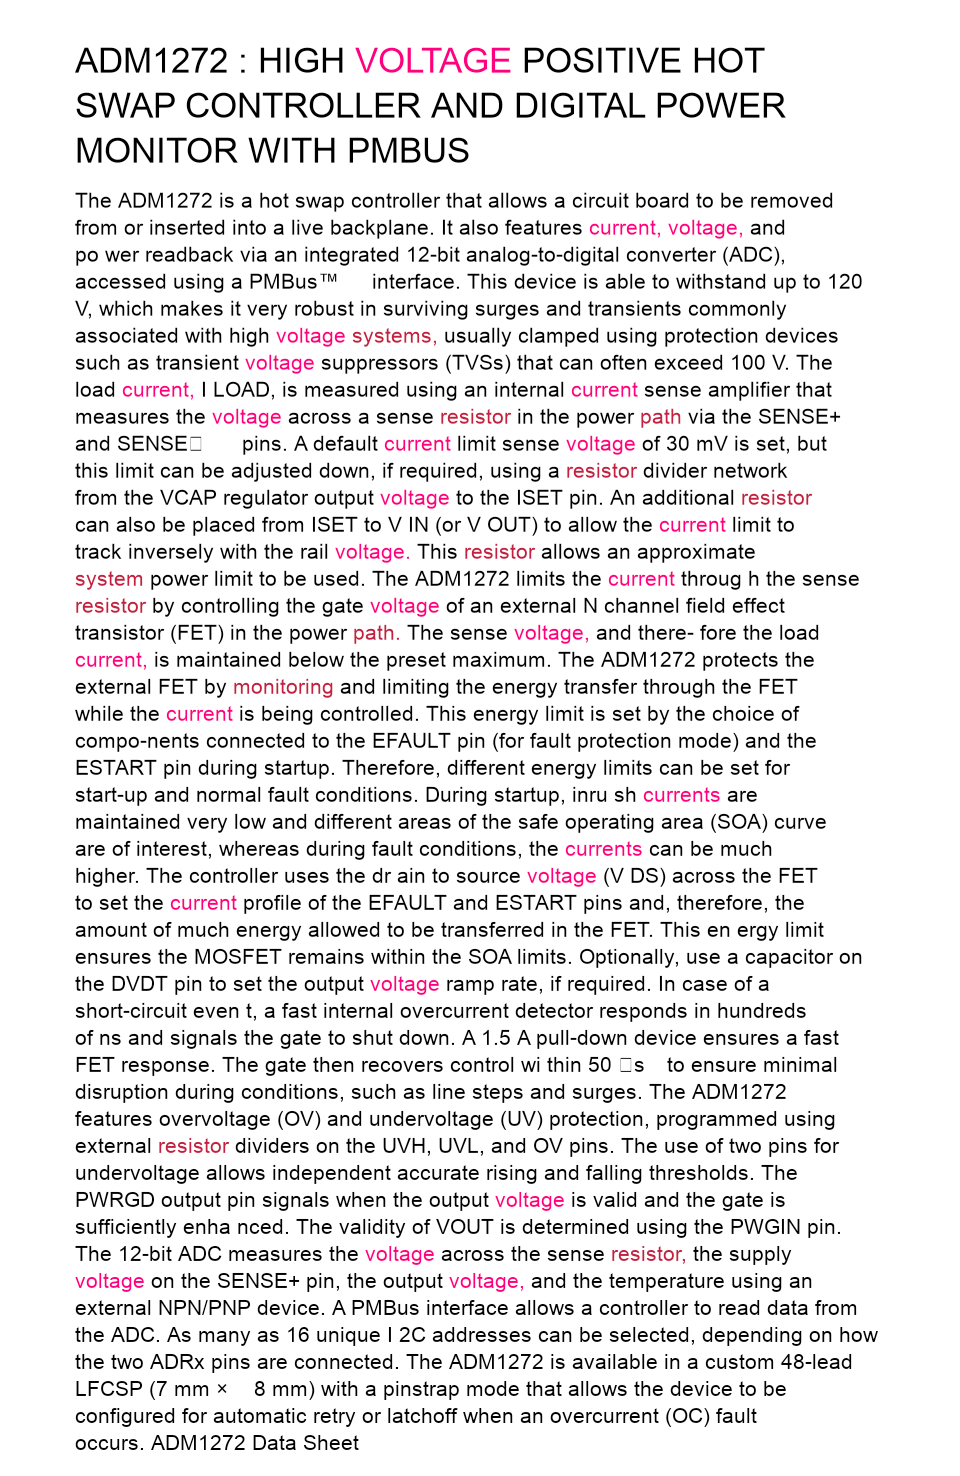 ADM1272 : HIGH VOLTAGE POSITIVE HOT
SWAP CONTROLLER AND DIGITAL POWER
MONITOR WITH PMBUS
The ADM1272 is a hot swap controller that allows a circuit board to be removed
from or inserted into a live backplane. It also features current, voltage, and
po wer readback via an integrated 12-bit analog-to-digital converter (ADC),
accessed using a PMBus™ interface. This device is able to withstand up to 120
V, which makes it very robust in surviving surges and transients commonly
associated with high voltage systems, usually clamped using protection devices
such as transient voltage suppressors (TVSs) that can often exceed 100 V. The
load current, I LOAD, is measured using an internal current sense amplifier that
measures the voltage across a sense resistor in the power path via the SENSE+
and SENSE□ pins. A default current limit sense voltage of 30 mV is set, but
this limit can be adjusted down, if required, using a resistor divider network
from the VCAP regulator output voltage to the ISET pin. An additional resistor
can also be placed from ISET to V IN (or V OUT) to allow the current limit to
track inversely with the rail voltage. This resistor allows an approximate
system power limit to be used. The ADM1272 limits the current throug h the sense
resistor by controlling the gate voltage of an external N channel field effect
transistor (FET) in the power path. The sense voltage, and there- fore the load
current, is maintained below the preset maximum. The ADM1272 protects the
external FET by monitoring and limiting the energy transfer through the FET
while the current is being controlled. This energy limit is set by the choice of
compo-nents connected to the EFAULT pin (for fault protection mode) and the
ESTART pin during startup. Therefore, different energy limits can be set for
start-up and normal fault conditions. During startup, inru sh currents are
maintained very low and different areas of the safe operating area (SOA) curve
are of interest, whereas during fault conditions, the currents can be much
higher. The controller uses the dr ain to source voltage (V DS) across the FET
to set the current profile of the EFAULT and ESTART pins and, therefore, the
amount of much energy allowed to be transferred in the FET. This en ergy limit
ensures the MOSFET remains within the SOA limits. Optionally, use a capacitor on
the DVDT pin to set the output voltage ramp rate, if required. In case of a
short-circuit even t, a fast internal overcurrent detector responds in hundreds
of ns and signals the gate to shut down. A 1.5 A pull-down device ensures a fast
FET response. The gate then recovers control wi thin 50 □s to ensure minimal
disruption during conditions, such as line steps and surges. The ADM1272
features overvoltage (OV) and undervoltage (UV) protection, programmed using
external resistor dividers on the UVH, UVL, and OV pins. The use of two pins for
undervoltage allows independent accurate rising and falling thresholds. The
PWRGD output pin signals when the output voltage is valid and the gate is
sufficiently enha nced. The validity of VOUT is determined using the PWGIN pin.
The 12-bit ADC measures the voltage across the sense resistor, the supply
voltage on the SENSE+ pin, the output voltage, and the temperature using an
external NPN/PNP device. A PMBus interface allows a controller to read data from
the ADC. As many as 16 unique I 2C addresses can be selected, depending on how
the two ADRx pins are connected. The ADM1272 is available in a custom 48-lead
LFCSP (7 mm × 8 mm) with a pinstrap mode that allows the device to be
configured for automatic retry or latchoff when an overcurrent (OC) fault
occurs. ADM1272 Data Sheet